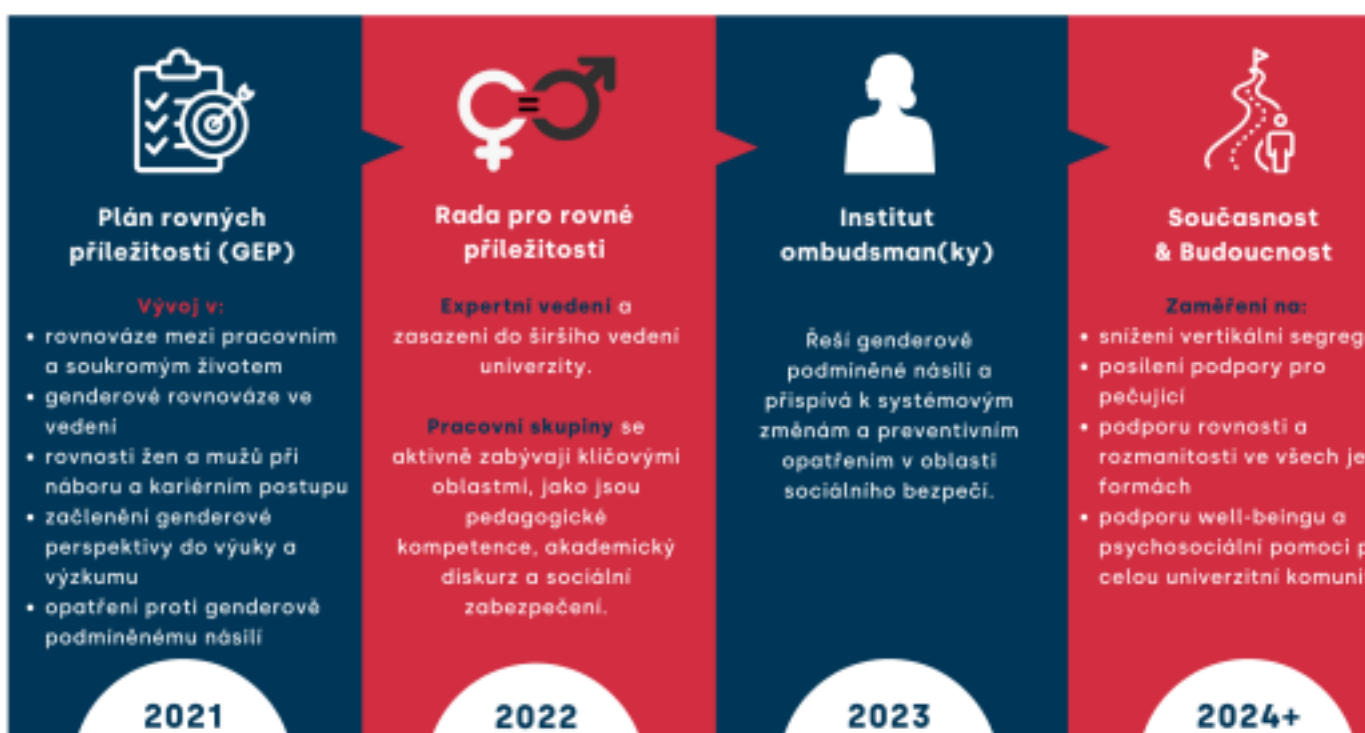 Plán rovných
příležitostí (GEP)
Vývoj v:
• rovnováze mezi pracovním
a soukromým životem
• genderové rovnováze ve
vedení
• rovnosti žen a mužů při
náboru a kariérním postupu
• začlenění genderové
perspektivy do výuky a
výzkumu
• opatření proti genderově
podmíněnému násilí
2021
Rada pro rovné
příležitosti
Expertní vedení a
zasazení do širšího vedení
univerzity.
Pracovní skupiny se
aktivně zabývají klíčovými
oblastmi, jako jsou
pedagogické
kompetence, akademický
diskurz a sociální
zabezpečení.
2022
Institut
ombudsman(ky)
Řeší genderově
podmíněné násilí a
přispívá k systémovým
změnám a preventivním
opatřením v oblasti
sociálního bezpečí.
2023
Současnost
& Budoucnost
Zaměření na:
• snížení vertikální
• posílení podpory pro
pečující
• podporu rovnosti a
rozmanitosti ve všech
formách
• podporu well-beingu a
psychosociální pomoci
celou univerzitní
2024+